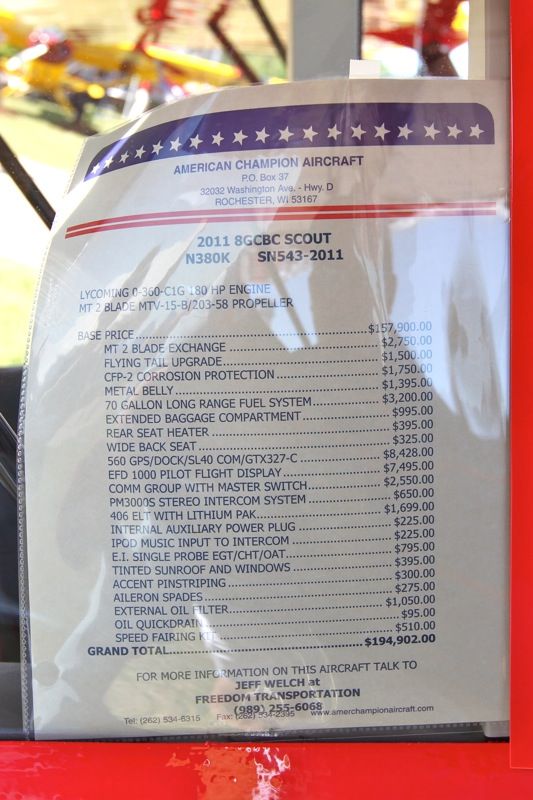 AMERICAN CHAMPION AIRCRAFT
P.O. Box 37
32032 Washington Ave. - Hwy. D
ROCHESTER, WI 53167
2011 8GCBC SCOUT
N380K SN543-2011
LYCOMING 0-360-C1G 180 HP ENGINE
MT 2 BLADE MTV-15-B/203-58 PROPELLER
BASE PRICE $157,900.00
MT 2 BLADE EXCHANGE $2,750.00
FLYING TAIL UPGRADE $1,500.00
CFP-2 CORROSION PROTECTION $1,750.00
METAL BELLY $1,395.00
70 GALLON LONG RANGE FUEL SYSTEM $3,200.00
EXTENDED BAGGAGE COMPARTMENT $995.00
REAR SEAT HEATER $395.00
WIDE BACK SEAT $325.00
560 GPS/DOCK/SL40 COM/GTX327-C $8,428.00
EFD 1000 PILOT FLIGHT DISPLAY $7,495.00
COMM GROUP WITH MASTER SWITCH $2,550.00
PM3000S STEREO INTERCOM SYSTEM $650.00
406 ELT WITH LITHIUM PAK $1,699.00
INTERNAL AUXILIARY POWER PLUG $225.00
IPOD MUSIC INPUT TO INTERCOM $225.00
E.I. SINGLE PROBE EGT/CHT/OAT $795.00
TINTED SUNROOF AND WINDOWS $395.00
ACCENT PINSTRIPING $300.00
AILERON SPADES $275.00
EXTERNAL OIL FILTER $1,050.00
OIL QUICKDRAIN $95.00
SPEED FAIRING KIT $510.00
GRAND TOTAL $194,902.00
FOR MORE INFORMATION ON THIS AIRCRAFT TALK TO
JEFF WELCH at
FREEDOM TRANSPORTATION
(989) 255-6068
Tel: (262) 534-6315 Fax: (262) 534-2395 www.amerchampionaircraft.com